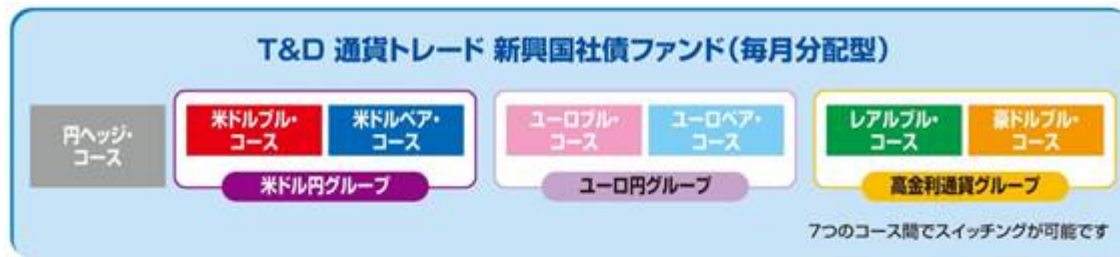 T&D 通貨トレード 新興国社債ファンド(毎月分配型)
円ヘッジ・
コース
米ドルブル・
コース
米ドルベア・
コース
米ドル円グループ
ユーロブル・
コース
ユーロベア・
コース
ユーロ円グループ
レアルブル・
コース
豪ドルブル・
コース
高金利通貨グループ
7つのコース間でスイッチングが可能です